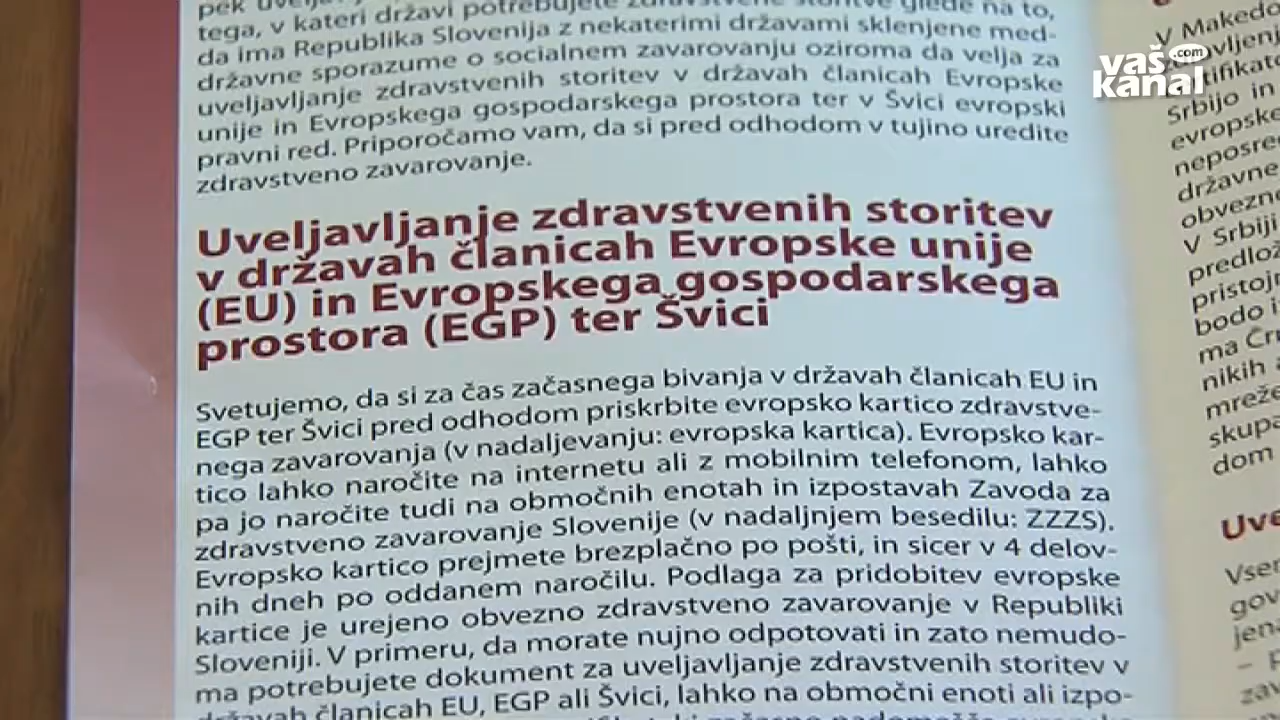 tega, v kateri državi potrebujete zdravstvene storitve glede na to,
da ima Republika Slovenija z nekaterimi državami sklenjene med-
državne sporazume o socialnem zavarovanju oziroma da velja za
uveljavljanje zdravstvenih storitev v državah članicah Evropske
unije in Evropskega gospodarskega prostora ter v Švici evropski
pravni red. Priporočamo vam, da si pred odhodom v tujino uredite
zdravstveno zavarovanje.
Uveljavljanje zdravstvenih storitev
v državah članicah Evropske unije
(EU) in Evropskega gospodarskega
prostora (EGP) ter Švici
Svetujemo, da si za čas začasnega bivanja v državah članicah EU in
EGP ter Švici pred odhodom priskrbite evropsko kartico zdravstve-
nega zavarovanja (v nadaljevanju: evropska kartica). Evropsko kar-
tico lahko naročite na internetu ali z mobilnim telefonom, lahko
pa jo naročite tudi na območnih enotah in izpostavah Zavoda za
zdravstveno zavarovanje Slovenije (v nadaljnjem besedilu: ZZZS).
Evropsko kartico prejmete brezplačno po pošti, in sicer v 4 delov-
nih dneh po oddanem naročilu. Podlaga za pridobitev evropske
kartice je urejeno obvezno zdravstveno zavarovanje v Republiki
Sloveniji. V primeru, da morate nujno odpotovati in zato nemudo-
ma potrebujete dokument za uveljavljanje zdravstvenih storitev v
državah članicah EU, EGP ali Švici, lahko na območni enoti ali izpo-
vaš .com
kanal
V Makedo
Srbijo in
evropske
neposre
državne
obvezn
V Srbiji
predlož
pristoj
bodo i
ma Čr
nikih
mreže
skupa
dom
Uve
Vser
gov
jen
– p
zav